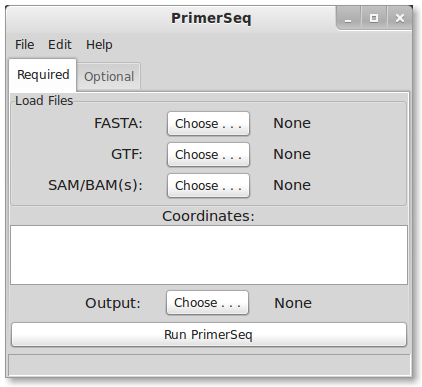 PrimerSeq
File Edit Help
Required Optional
Load Files
FASTA: Choose . . . None
GTF: Choose . . . None
SAM/BAM(s): Choose . . . None
Coordinates:
Output: Choose . . . None
Run PrimerSeq